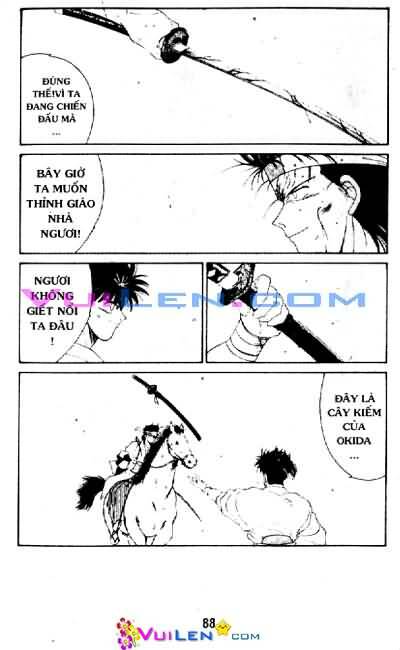 ĐÙNG
THẾ!VÌ TA
ĐANG CHIẾN
ĐẤU MÀ
...
BÂY GIỜ
TA MUỐN
THỈNH GIÁO
NHÀ
NGƯƠI!
NGƯƠI
KHÔNG
GIẾT NỔI
TA ĐÂU
!
VUILEN.COM
ĐÂY LÀ
CÂY KIẾM
CỦA
OKIDA
...
88
VUILEN COM